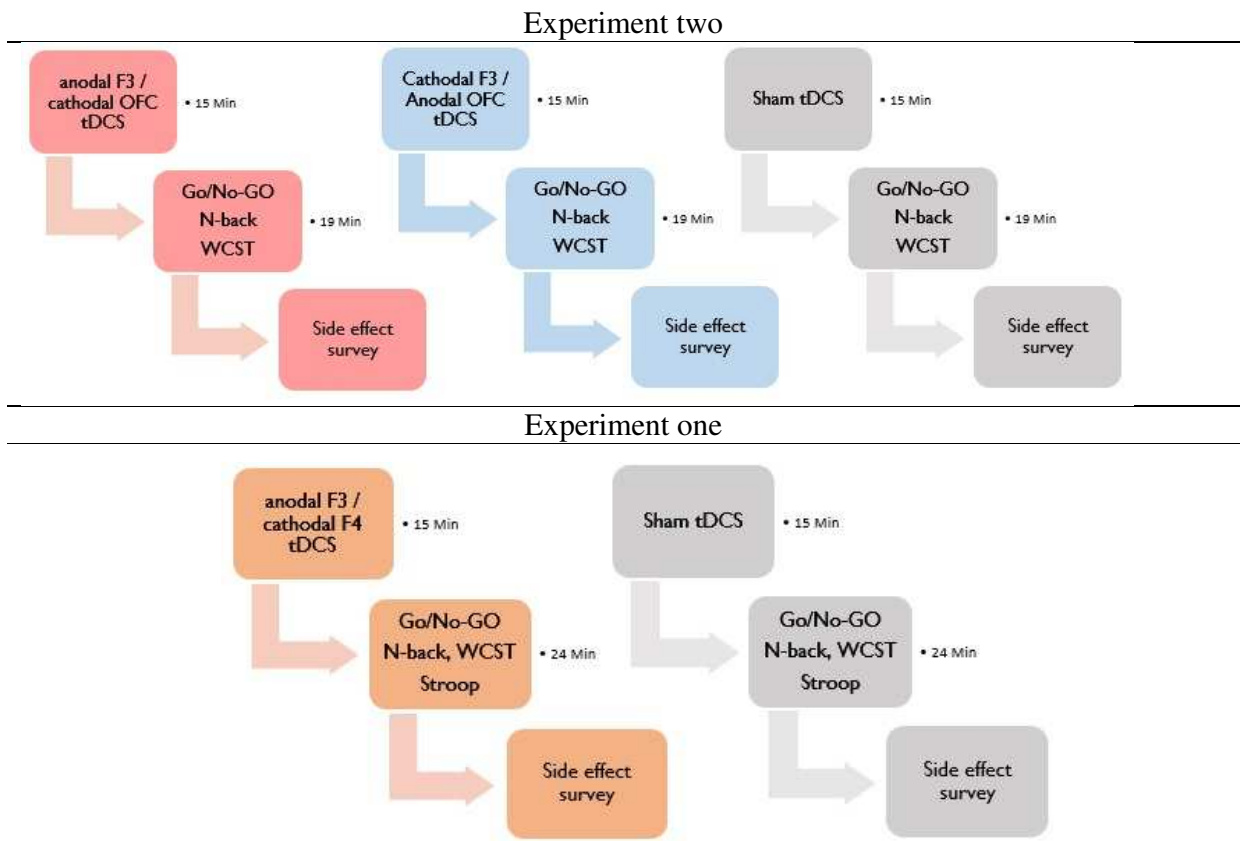 Experiment two
anodal F3 /
cathodal OFC
tDCS
• 15 Min
Go/No-GO
N-back
WCST
• 19 Min
Side effect
survey
Cathodal F3 /
Anodal OFC
tDCS
• 15 Min
Go/No-GO
N-back
WCST
• 19 Min
Side effect
survey
Sham tDCS
• 15 Min
Go/No-GO
N-back
WCST
• 19 Min
Side effect
survey
Experiment one
anodal F3 /
cathodal F4
tDCS
• 15 Min
Go/No-GO
N-back, WCST
Stroop
• 24 Min
Side effect
survey
Sham tDCS
• 15 Min
Go/No-GO
N-back, WCST
Stroop
• 24 Min
Side effect
survey